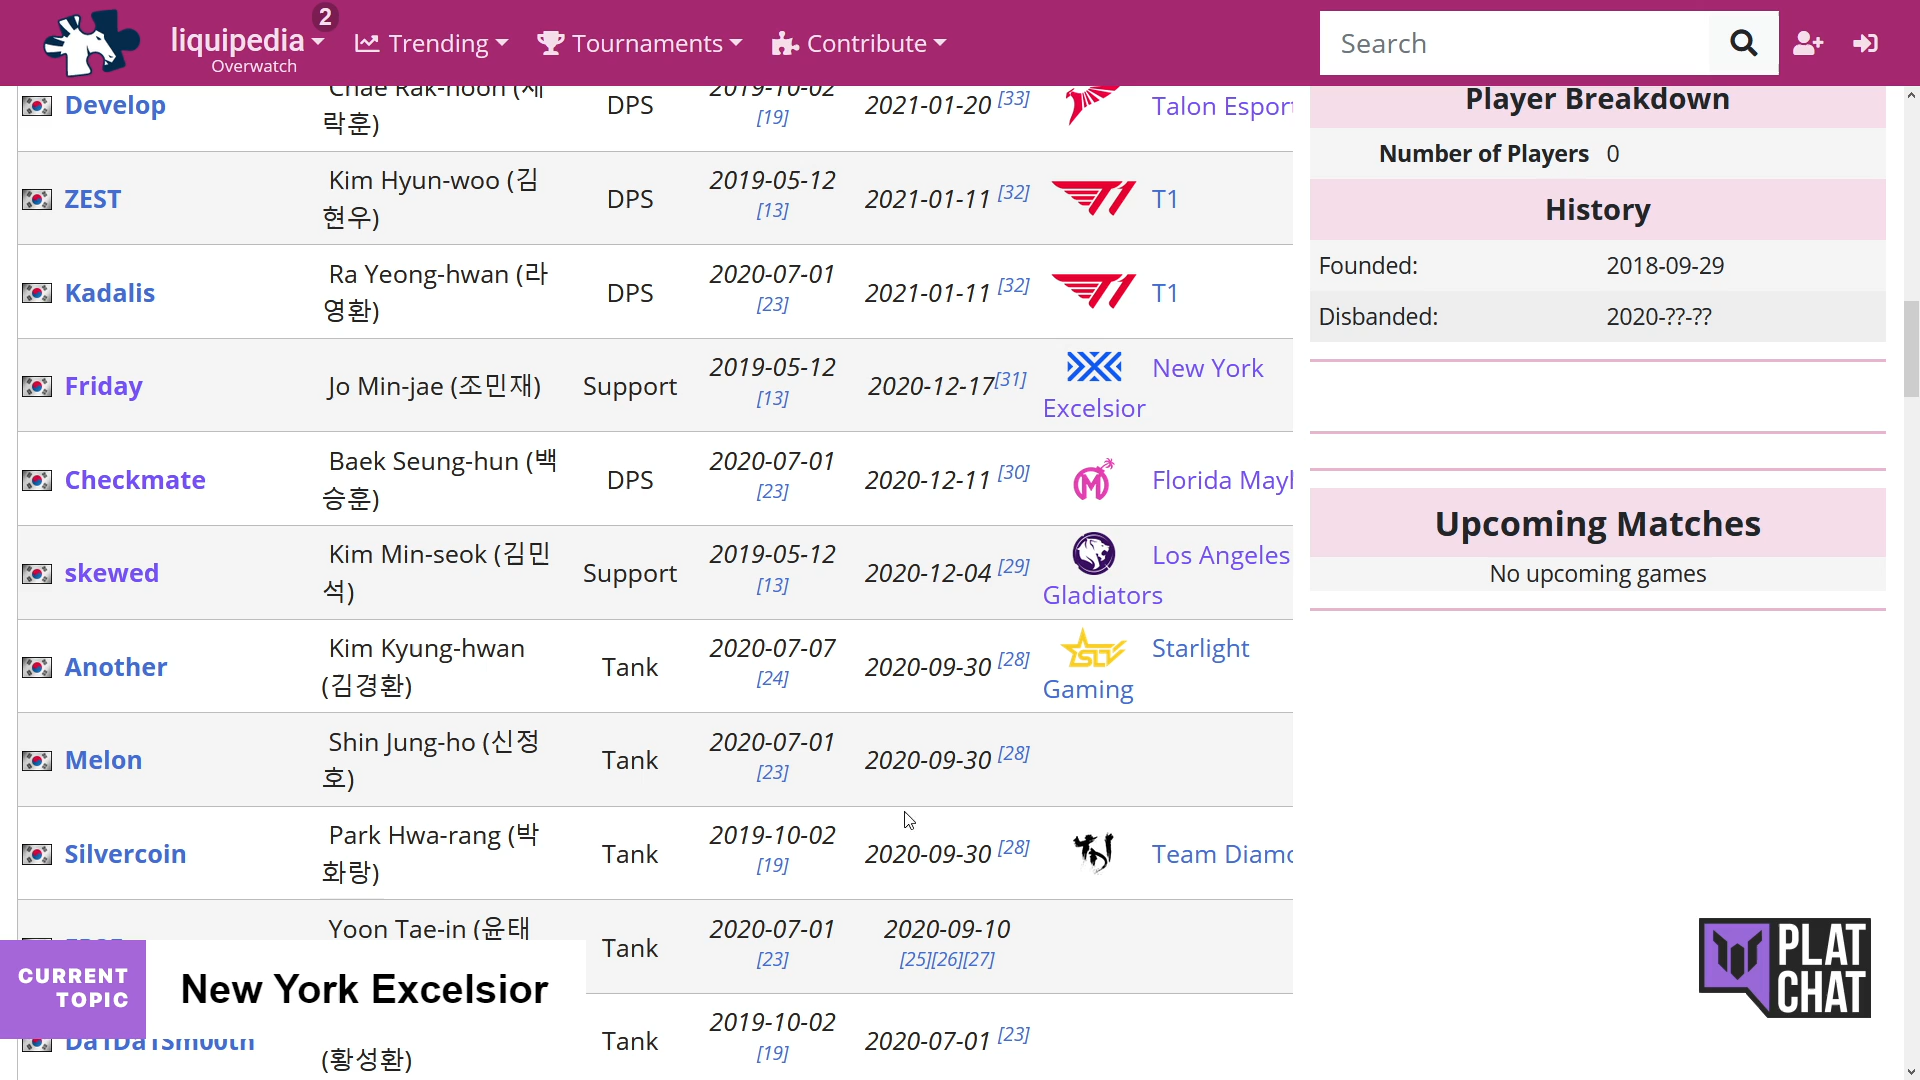 liquipedia
2
Overwatch
Trending
Tournaments
Contribute
Search
Develop
락훈)
DPS
2019-10-02
[19]
2021-01-20 [33]
Talon Esport
ZEST
Kim Hyun-woo (김
현우)
DPS
2019-05-12
[13]
2021-01-11 [32]
T1
Kadalis
Ra Yeong-hwan (라
영환)
DPS
2020-07-01
[23]
2021-01-11 [32]
T1
Friday
Jo Min-jae (조민재)
Support
2019-05-12
[13]
2020-12-17[31]
New York
Excelsior
Checkmate
Baek Seung-hun (백
승훈)
DPS
2020-07-01
[23]
2020-12-11 [30]
Florida Mayh
skewed
Kim Min-seok (김민
석)
Support
2019-05-12
[13]
2020-12-04 [29]
Los Angeles
Gladiators
Another
Kim Kyung-hwan
(김경환)
Tank
2020-07-07
[24]
2020-09-30 [28]
Starlight
Gaming
Melon
Shin Jung-ho (신정
호)
Tank
2020-07-01
[23]
2020-09-30 [28]
Silvercoin
Park Hwa-rang (박
화랑)
Tank
2019-10-02
[19]
2020-09-30 [28]
Team Diamo
Yoon Tae-in (윤태
Tank
2020-07-01
[23]
2020-09-10
[25][26][27]
(황성환)
Tank
2019-10-02
[19]
2020-07-01 [23]
Player Breakdown
Number of Players 0
History
Founded: 2018-09-29
Disbanded: 2020-??-??
Upcoming Matches
No upcoming games
CURRENT
TOPIC
New York Excelsior
PLAT
CHAT